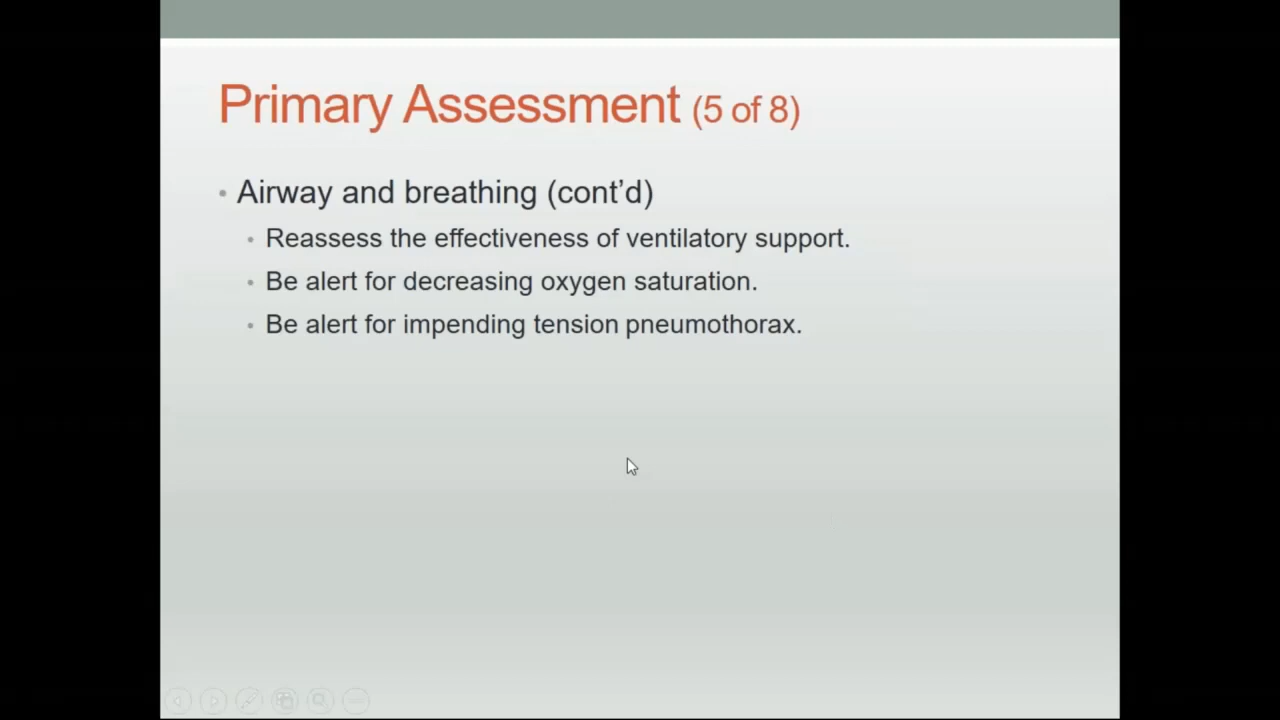 Primary Assessment (5 of 8)
• Airway and breathing (cont’d)
• Reassess the effectiveness of ventilatory support.
• Be alert for decreasing oxygen saturation.
• Be alert for impending tension pneumothorax.